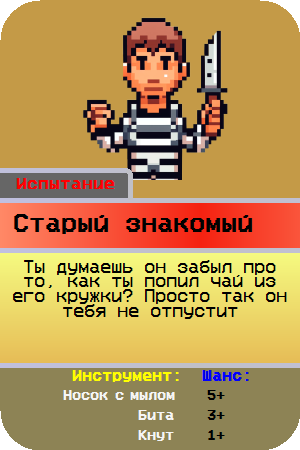 Испытание
Старый знакомый
Ты думаешь он забыл про
то, как ты попил чай из
его кружки? Просто так он
тебя не отпустит
Инструмент: Шанс:
Носок с мылом 5+
Бита 3+
Кнут 1+